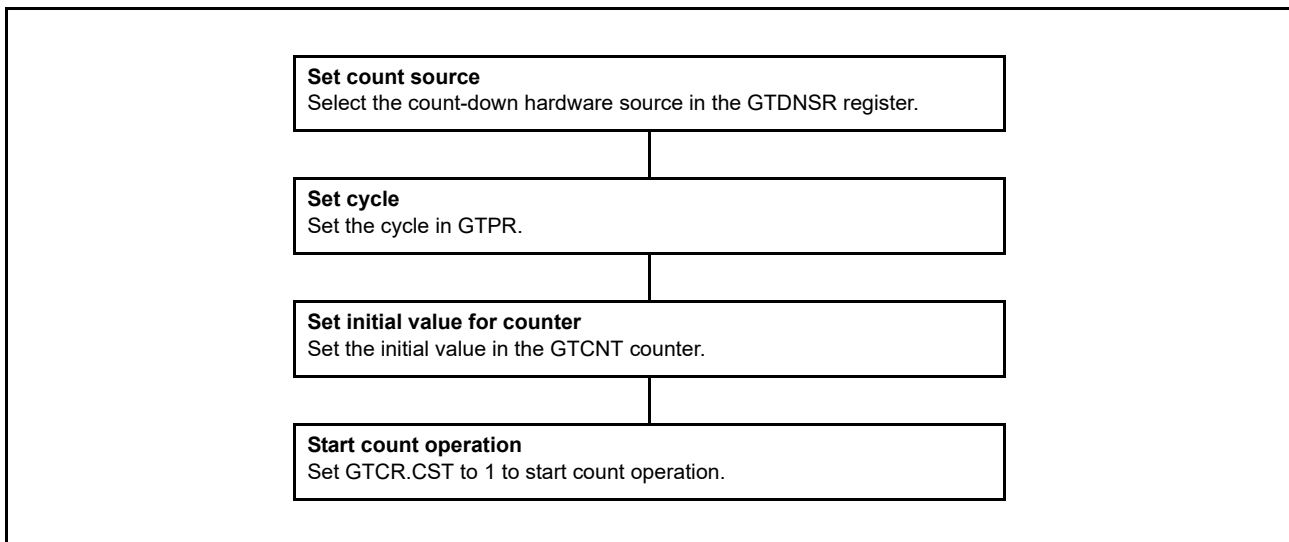 Set count source
Select the count-down hardware source in the GTDNSR register.
Set cycle
Set the cycle in GTPR.
Set initial value for counter
Set the initial value in the GTCNT counter.
Start count operation
Set GTCR.CST to 1 to start count operation.